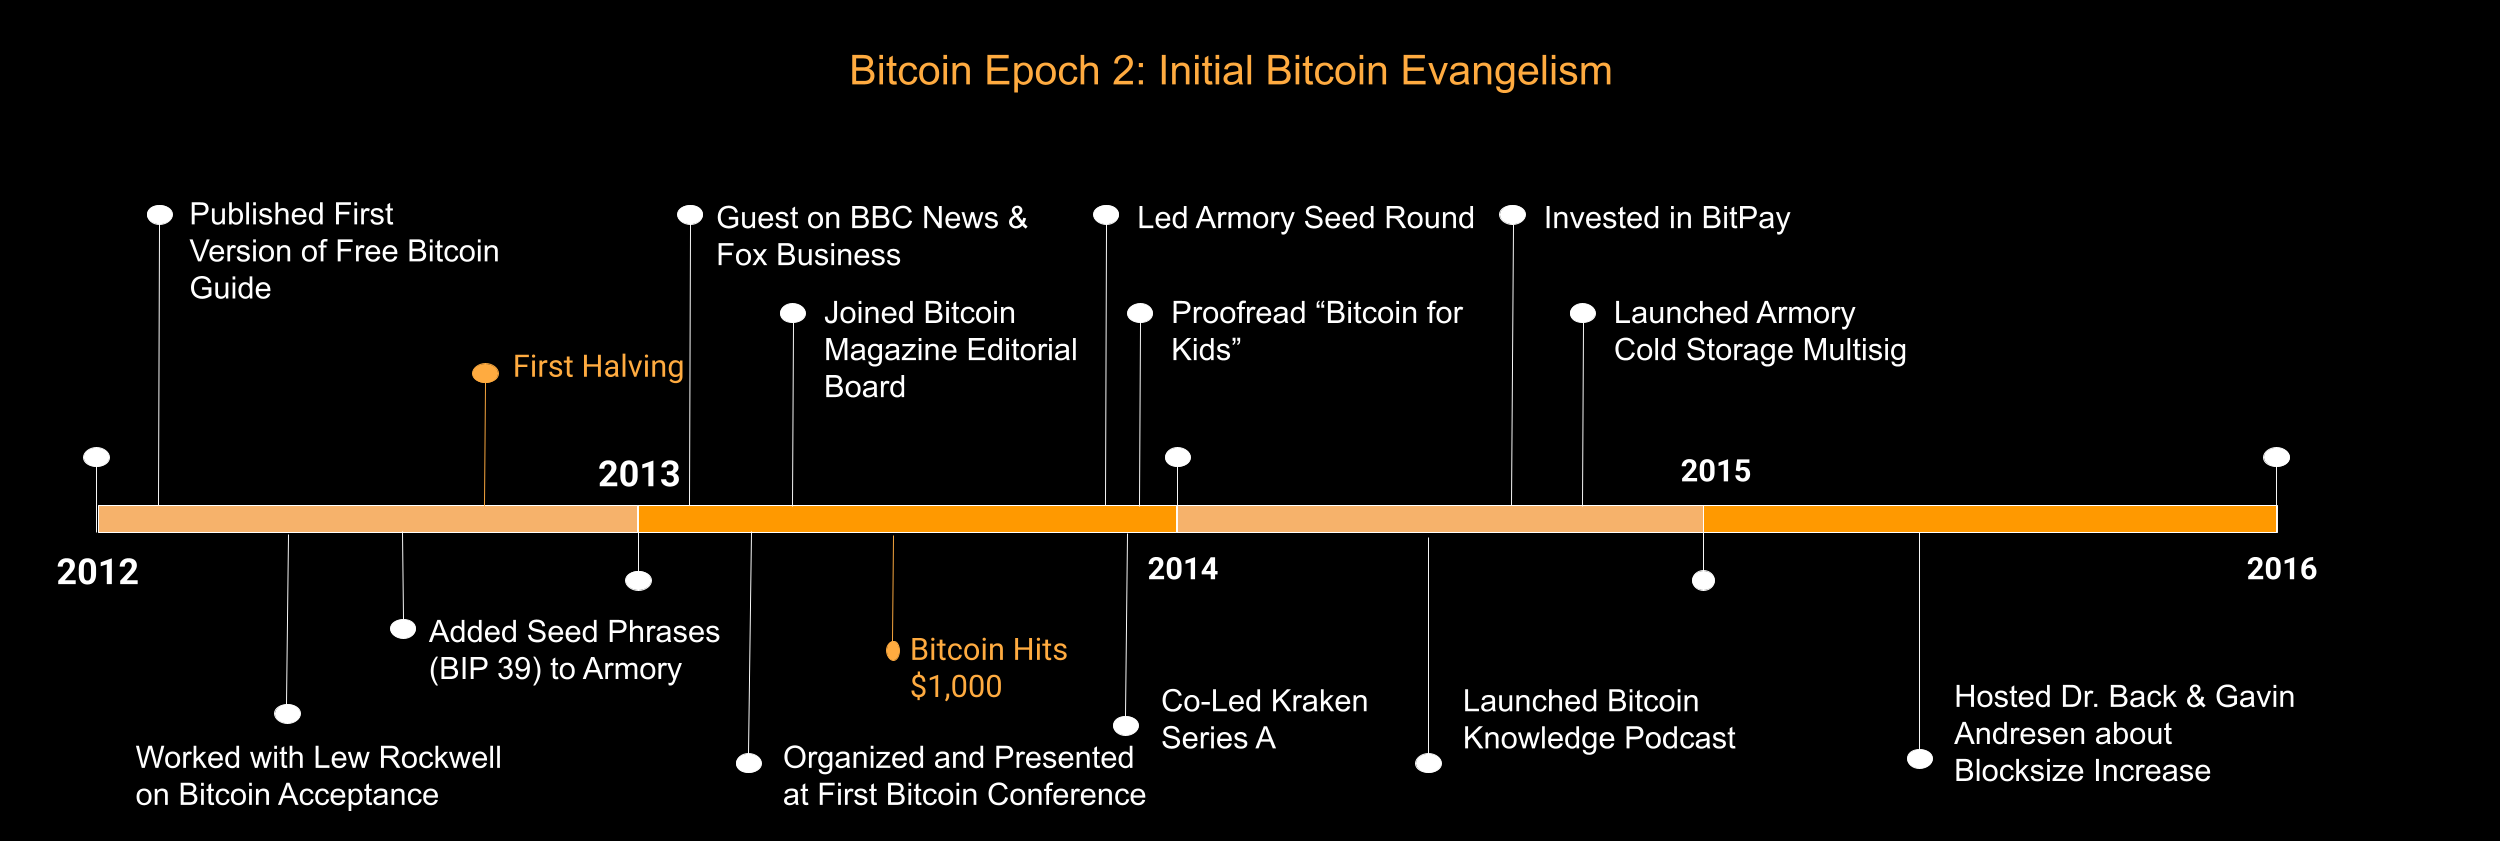 Bitcoin Epoch 2: Initial Bitcoin Evangelism
Published First
Version of Free Bitcoin
Guide
Guest on BBC News &
Fox Business
Led Armory Seed Round
Invested in BitPay
Joined Bitcoin
Magazine Editorial
Board
Proofread “Bitcoin for
Kids”
Launched Armory
Cold Storage Multisig
First Halving
2013
2015
2012
2014
2016
Added Seed Phrases
(BIP 39) to Armory
Bitcoin Hits
$1,000
Worked with Lew Rockwell
on Bitcoin Acceptance
Organized and Presented
at First Bitcoin Conference
Co-Led Kraken
Series A
Launched Bitcoin
Knowledge Podcast
Hosted Dr. Back & Gavin
Andresen about
Blocksize Increase